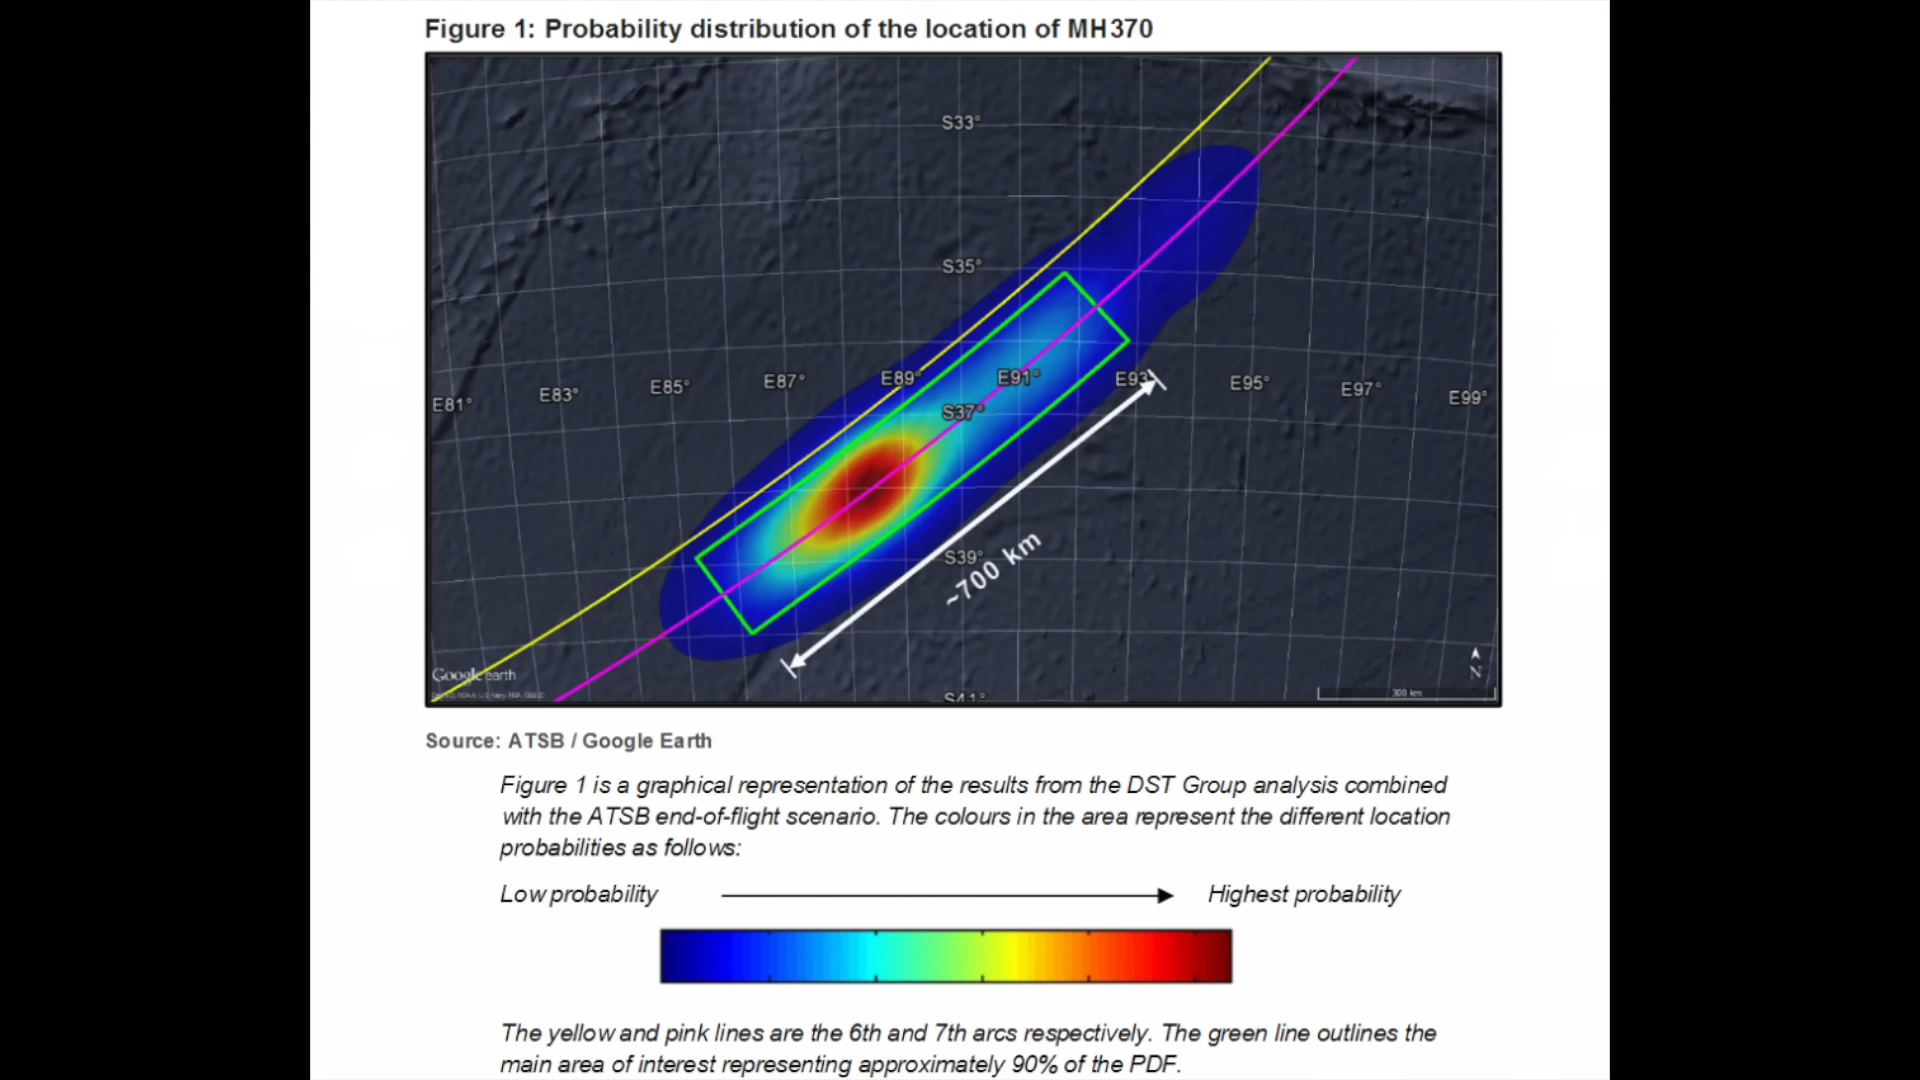 Figure 1: Probability distribution of the location of MH370
S33°
S35°
E81° E83° E85° E87° E89° E91° E93 E95° E97° E99°
S37°
S39°
~700 km
Google earth
N
S41°
300 km
Source: ATSB / Google Earth
Figure 1 is a graphical representation of the results from the DST Group analysis combined
with the ATSB end-of-flight scenario. The colours in the area represent the different location
probabilities as follows:
Low probability Highest probability
The yellow and pink lines are the 6th and 7th arcs respectively. The green line outlines the
main area of interest representing approximately 90% of the PDF.